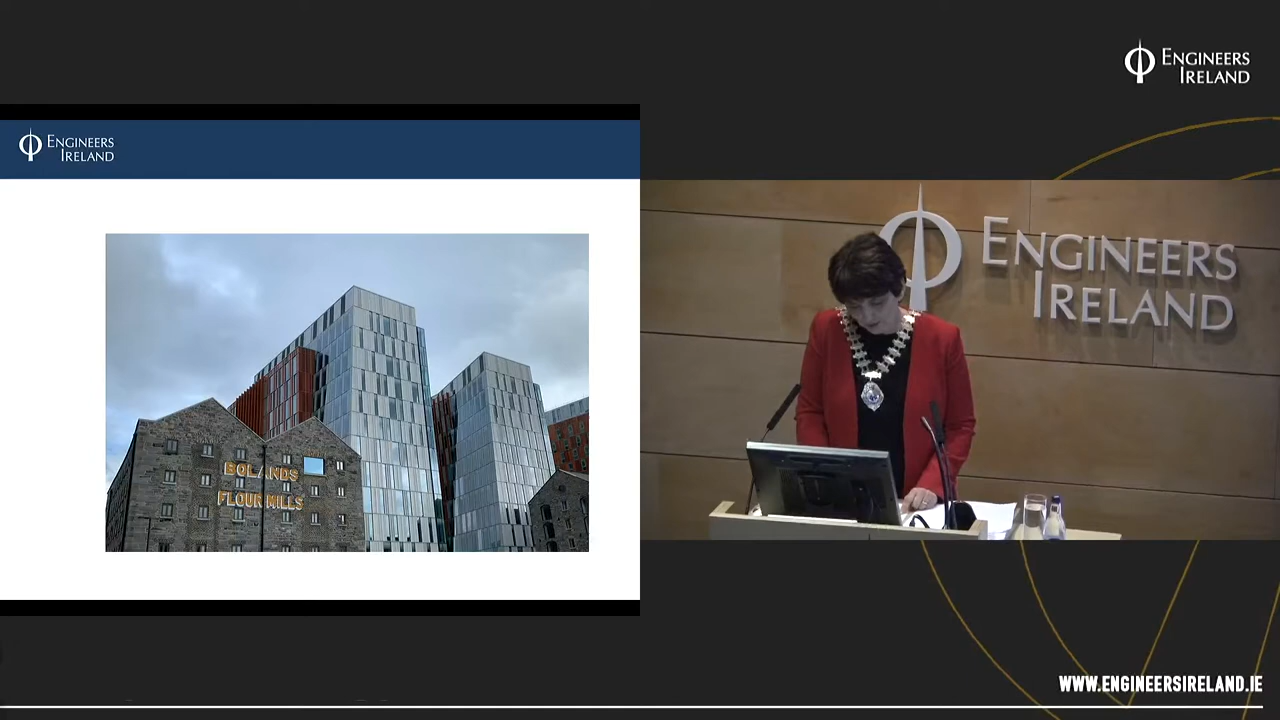 ENGINEERS
IRELAND
ENGINEERS
IRELAND
BOLANDS
FLOUR MILLS
ENGINEERS
IRELAND
WWW.ENGINEERSIRELAND.IE